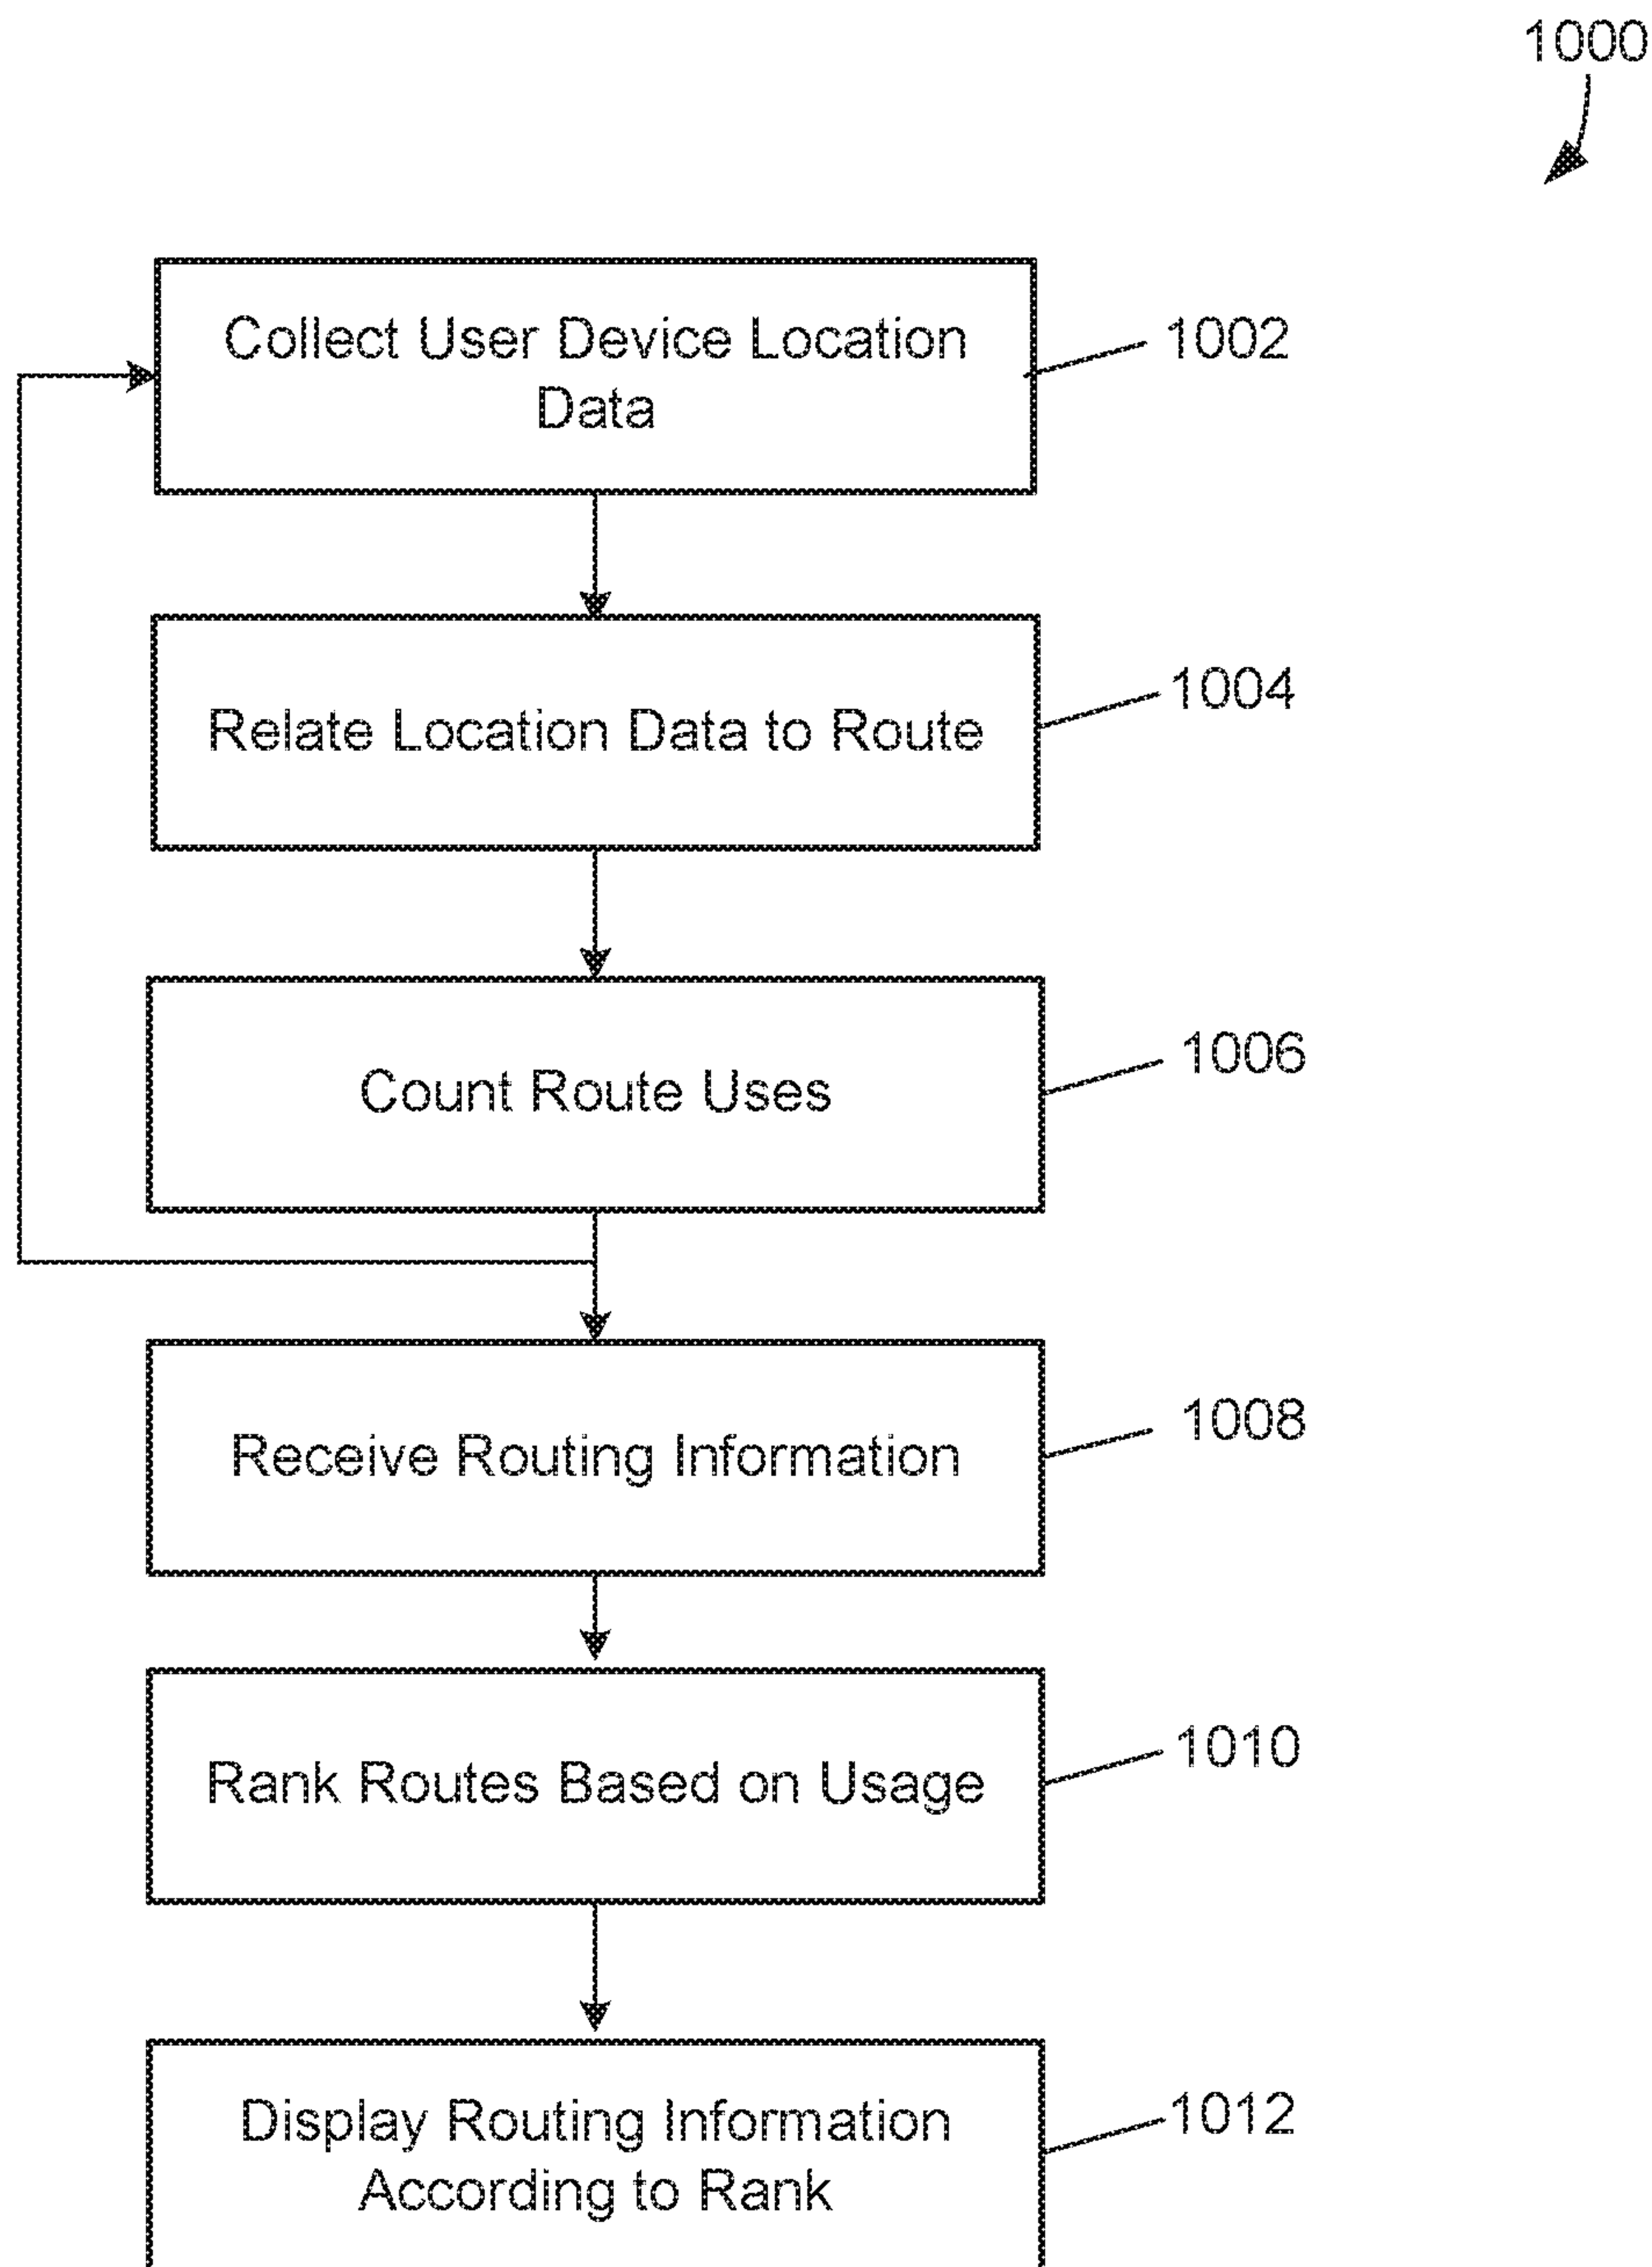 1000
Collect User Device Location
Data
1002
Relate Location Data to Route
1004
Count Route Uses
1006
Receive Routing Information
1008
Rank Routes Based on Usage
1010
Display Routing Information
According to Rank
1012